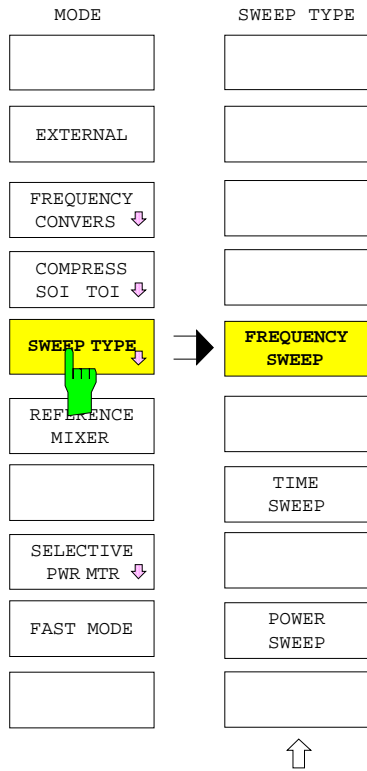 MODE
EXTERNAL
FREQUENCY
CONVERS
COMPRESS
SOI TOI
SWEEP TYPE
REFERENCE
MIXER
SELECTIVE
PWR MTR
FAST MODE
SWEEP TYPE
FREQUENCY
SWEEP
TIME
SWEEP
POWER
SWEEP